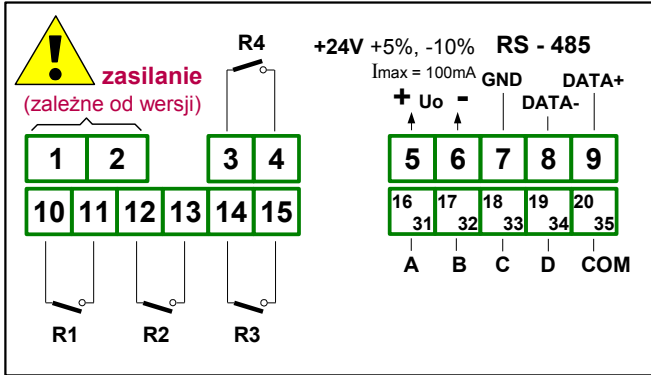 R4
+24V +5%, -10% RS - 485
Imax = 100mA
GND DATA+
zasilanie
+ Uo -
DATA-
(zależne od wersji)
1 2 3 4 5 6 7 8 9
10 11 12 13 14 15
16 31 17 32 18 33 19 34 20 35
A B C D COM
R1 R2 R3